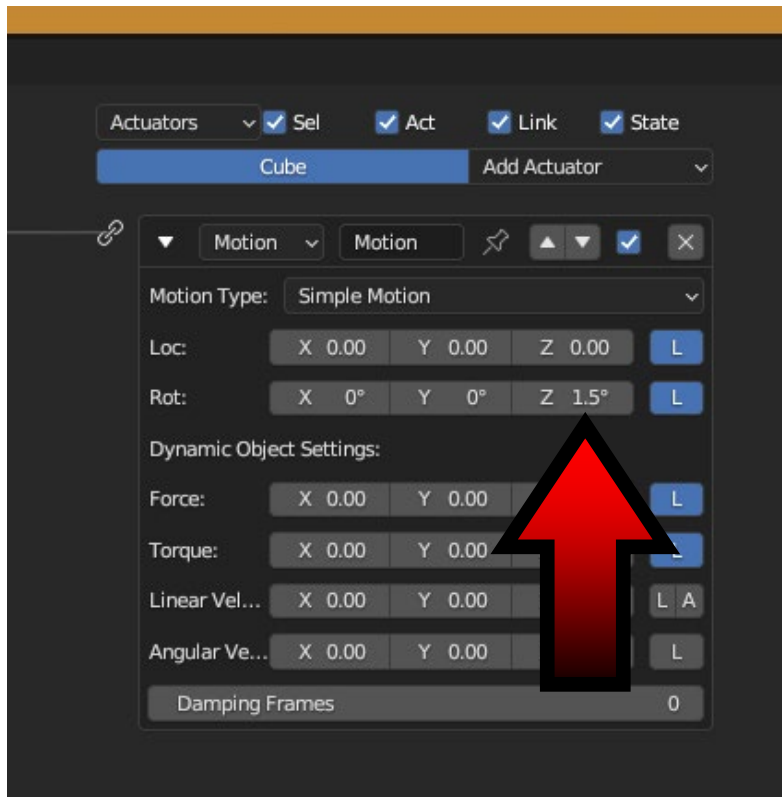 Actuators Sel Act Link State
Cube Add Actuator
Motion Motion
Motion Type: Simple Motion
Loc: X 0.00 Y 0.00 Z 0.00 L
Rot: X 0° Y 0° Z 1.5° L
Dynamic Object Settings:
Force: X 0.00 Y 0.00 L
Torque: X 0.00 Y 0.00
Linear Vel... X 0.00 Y 0.00 L A
Angular Ve... X 0.00 Y 0.00 L
Damping Frames 0